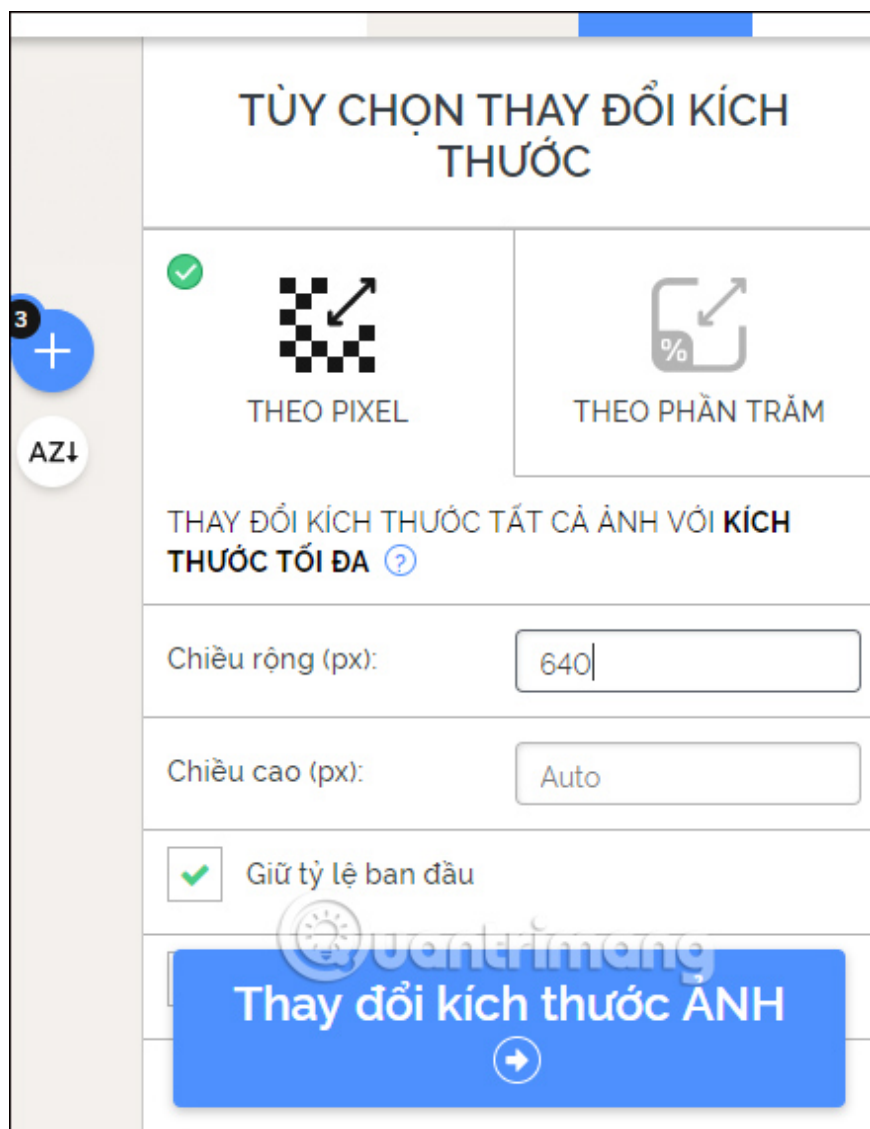 TÙY CHỌN THAY ĐỔI KÍCH
THƯỚC
3
AZ↓
%
THEO PIXEL
THEO PHẦN TRĂM
THAY ĐỔI KÍCH THƯỚC TẤT CẢ ẢNH VỚI KÍCH
THƯỚC TỐI ĐA ?
Chiều rộng (px):
640
Chiều cao (px):
Auto
Giữ tỷ lệ ban đầu
Quantrimang
Thay đổi kích thước ẢNH